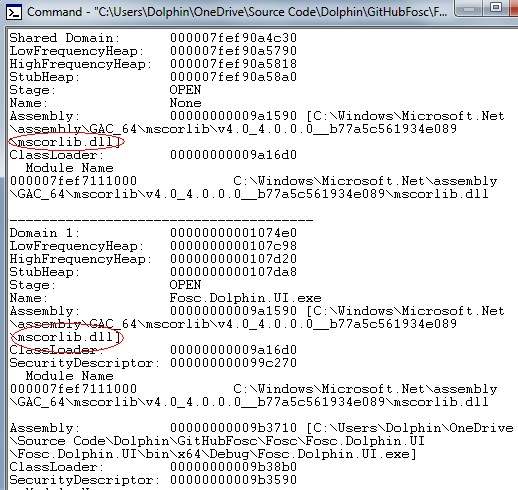 Command - "C:\Users\Dolphin\OneDrive\Source Code\Dolphin\GitHubFosc\F...
Shared Domain:      000007fef90a4c30
LowFrequencyHeap:   000007fef90a5790
HighFrequencyHeap:  000007fef90a5818
StubHeap:           000007fef90a58a0
Stage:              OPEN
Name:               None
Assembly:           00000000009a1590 [C:\Windows\Microsoft.Net
\assembly\GAC_64\mscorlib\v4.0_4.0.0.0__b77a5c561934e089
\mscorlib.dll]
ClassLoader:        00000000009a16d0
  Module Name
000007fef7111000            C:\Windows\Microsoft.Net\assembly
\GAC_64\mscorlib\v4.0_4.0.0.0__b77a5c561934e089\mscorlib.dll
--------------------------------------
Domain 1:           00000000001074e0
LowFrequencyHeap:   0000000000107c98
HighFrequencyHeap:  0000000000107d20
StubHeap:           0000000000107da8
Stage:              OPEN
Name:               Fosc.Dolphin.UI.exe
Assembly:           00000000009a1590 [C:\Windows\Microsoft.Net
\assembly\GAC_64\mscorlib\v4.0_4.0.0.0__b77a5c561934e089
\mscorlib.dll]
ClassLoader:        00000000009a16d0
SecurityDescriptor: 000000000099c270
  Module Name
000007fef7111000            C:\Windows\Microsoft.Net\assembly
\GAC_64\mscorlib\v4.0_4.0.0.0__b77a5c561934e089\mscorlib.dll
Assembly:           00000000009b3710 [C:\Users\Dolphin\OneDrive
\Source Code\Dolphin\GitHubFosc\Fosc\Fosc.Dolphin.UI
\Fosc.Dolphin.UI\bin\x64\Debug\Fosc.Dolphin.UI.exe]
ClassLoader:        00000000009b38b0
SecurityDescriptor: 00000000009b3590